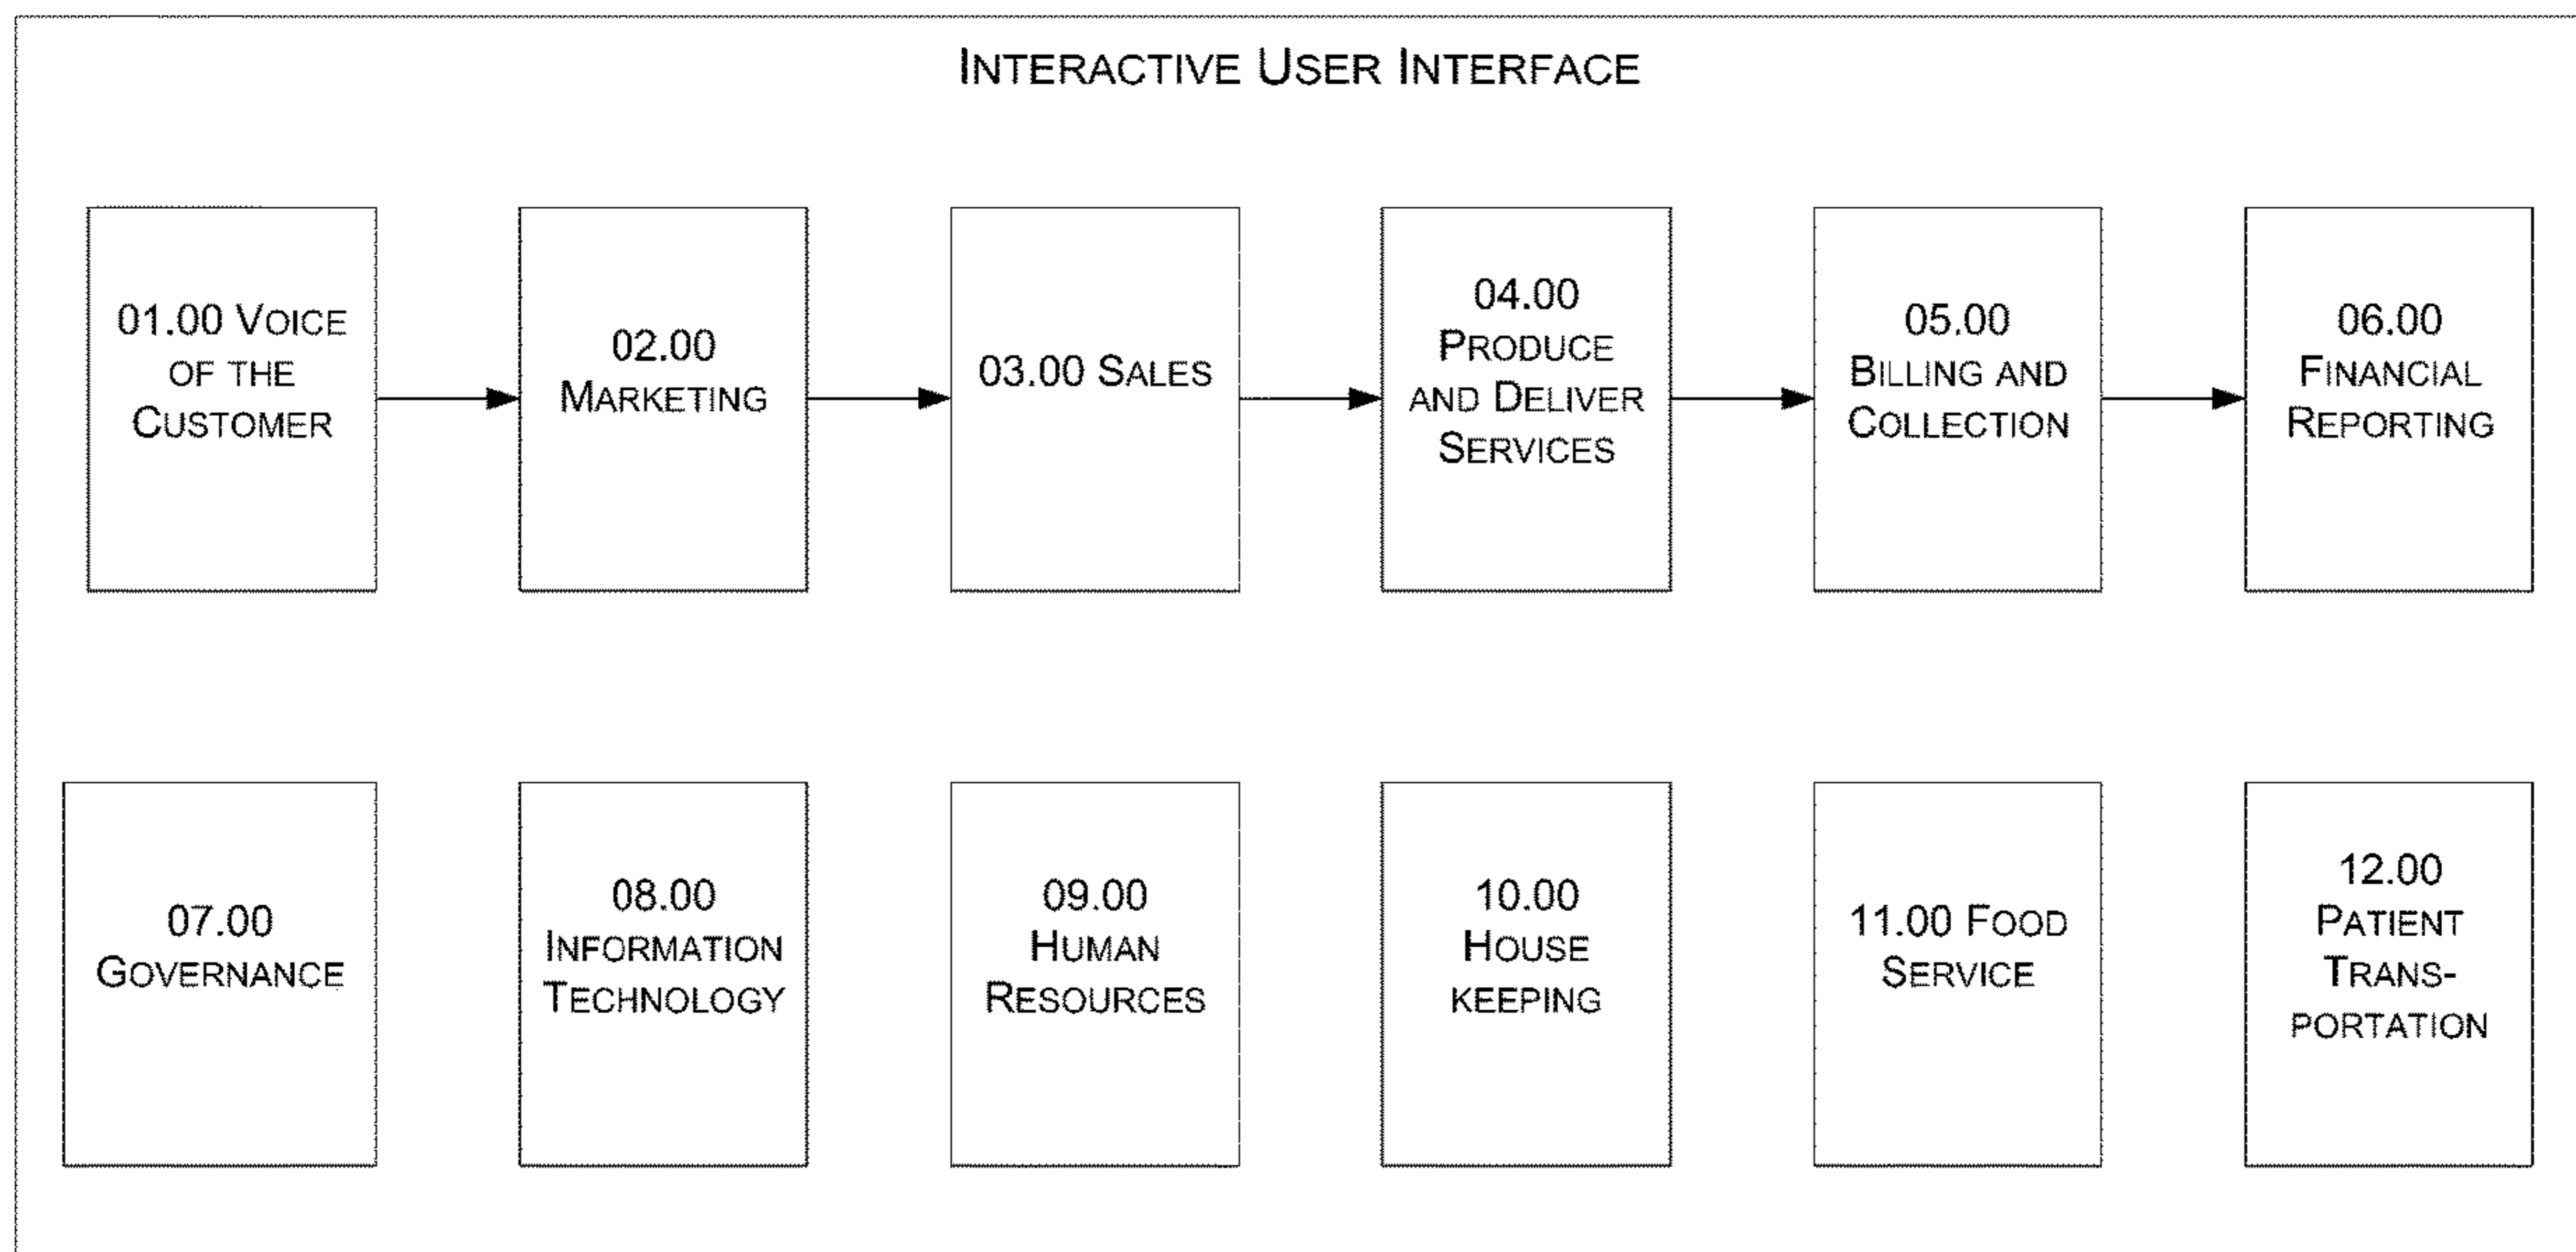 INTERACTIVE USER INTERFACE
01.00 VOICE
OF THE
CUSTOMER
02.00
MARKETING
03.00 SALES
04.00
PRODUCE
AND DELIVER
SERVICES
05.00
BILLING AND
COLLECTION
06.00
FINANCIAL
REPORTING
07.00
GOVERNANCE
08.00
INFORMATION
TECHNOLOGY
09.00
HUMAN
RESOURCES
10.00
HOUSE
KEEPING
11.00 FOOD
SERVICE
12.00
PATIENT
TRANS-
PORTATION